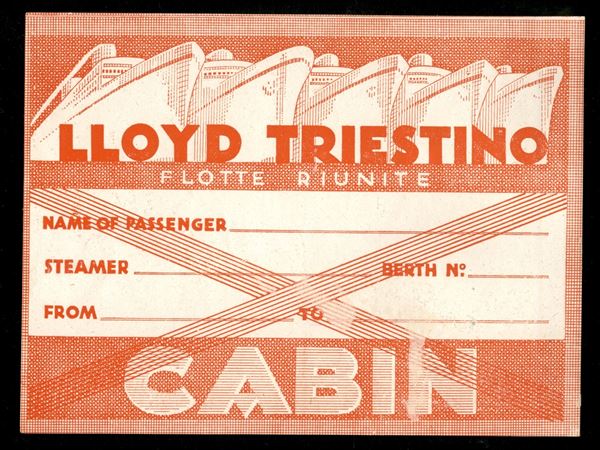 LLOYD TRIESTINO
FLOTTE RIUNITE
NAME OF PASSENGER
STEAMER BERTH Nº
FROM TO
CABIN